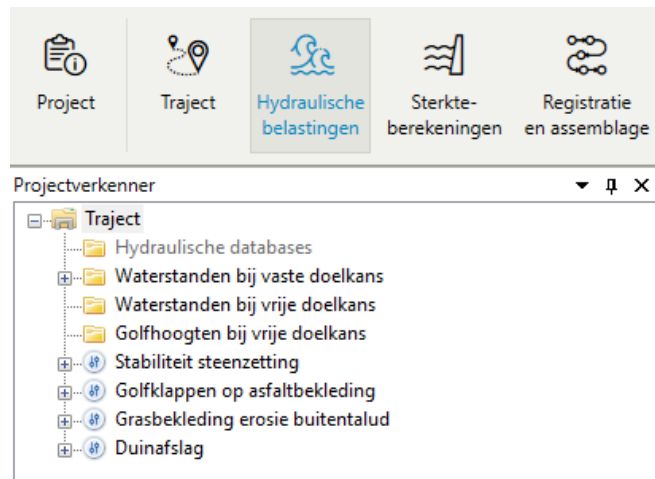 Project
Traject
Hydraulische
belastingen
Sterkte-
berekeningen
Registratie
en assemblage
Projectverkenner
Traject
Hydraulische databases
Waterstanden bij vaste doelkans
Waterstanden bij vrije doelkans
Golfhoogten bij vrije doelkans
Stabiliteit steenzetting
Golfklappen op asfaltbekleding
Grasbekleding erosie buitentalud
Duinafslag